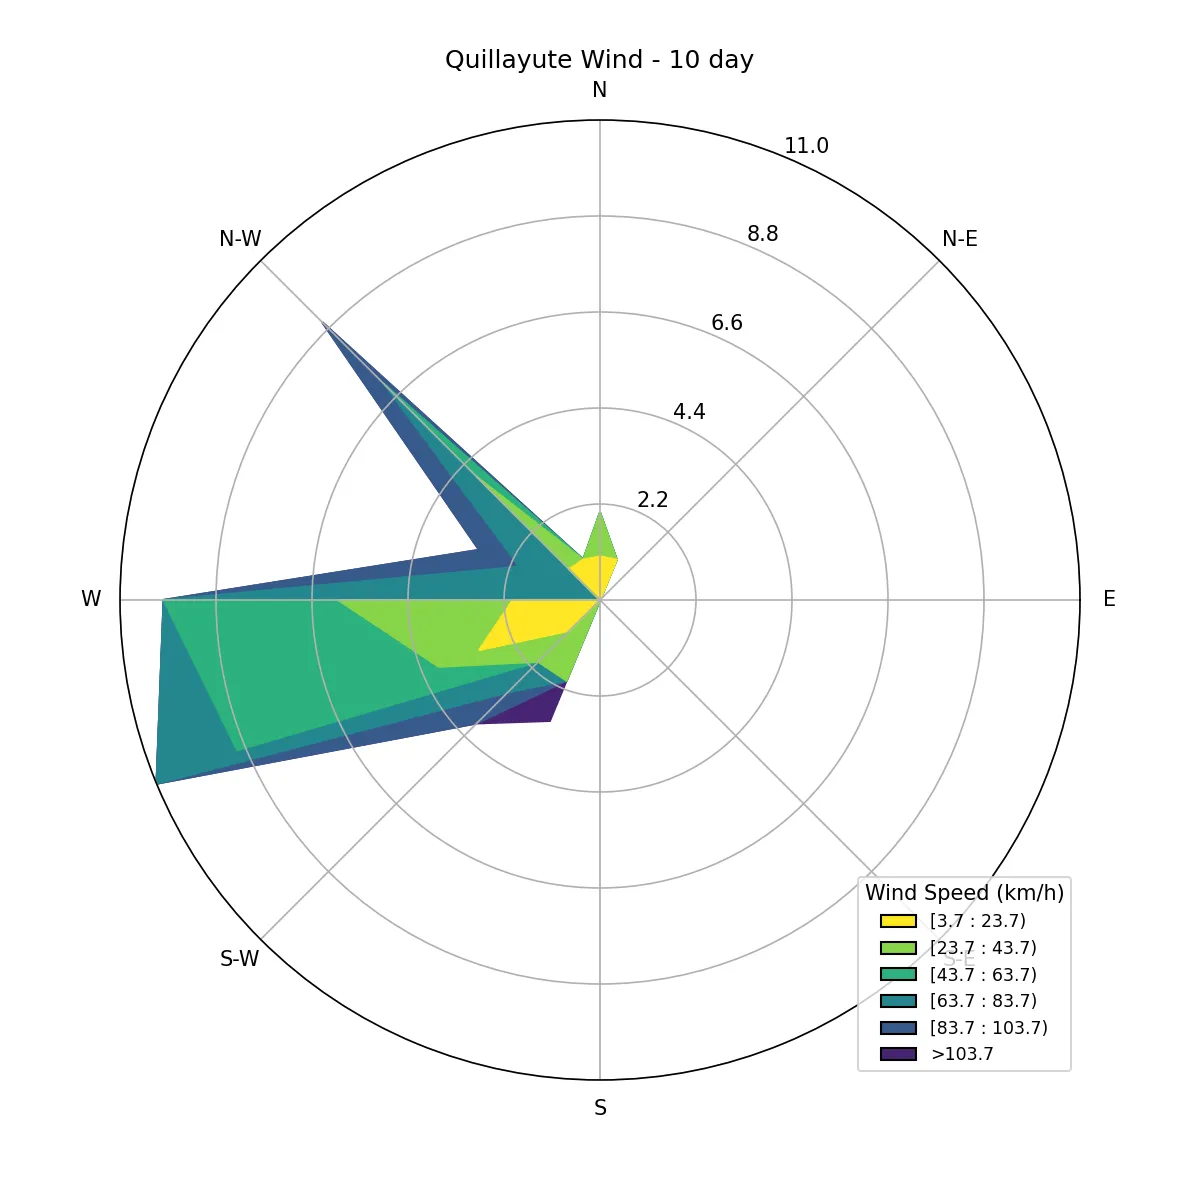 Quillayute Wind - 10 day
N
11.0
N-W
N-E
8.8
6.6
4.4
2.2
W
E
S-W
S-E
S
Wind Speed (km/h)
[3.7 : 23.7)
[23.7 : 43.7)
[43.7 : 63.7)
[63.7 : 83.7)
[83.7 : 103.7)
>103.7